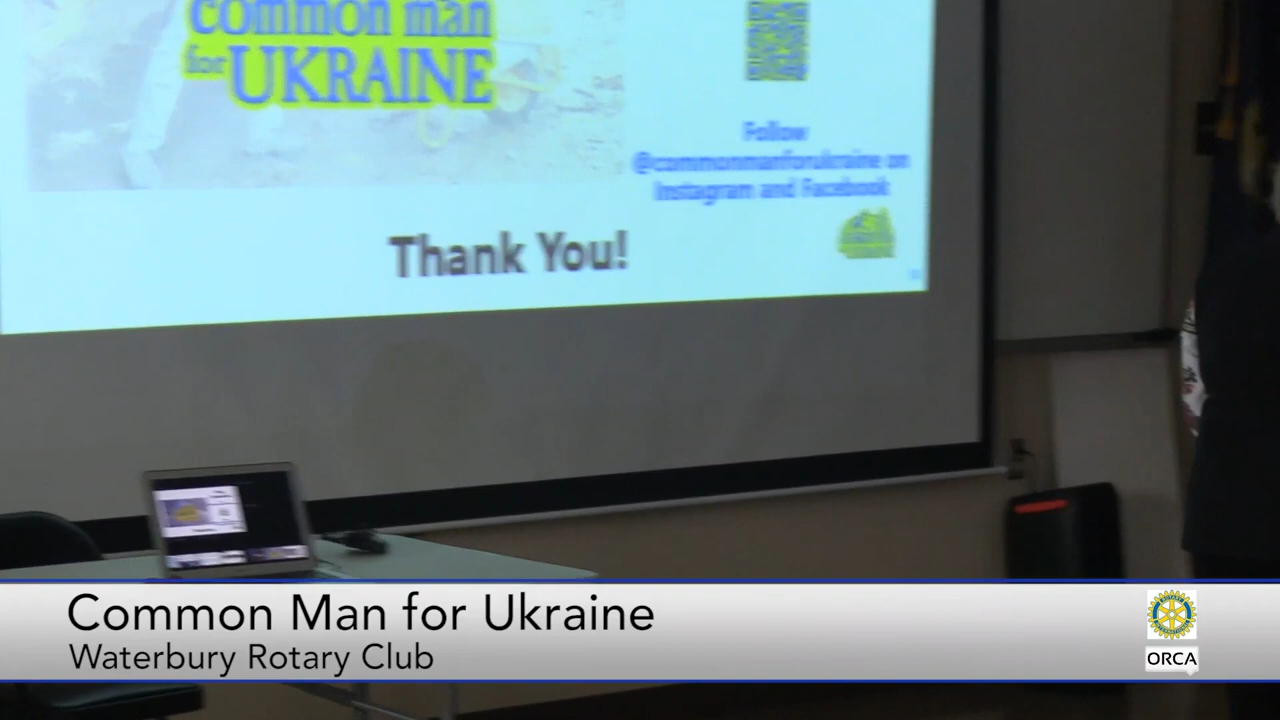 common man
for UKRAINE
Follow
@commonmanforukraine on
Instagram and Facebook
Thank You!
Common Man for Ukraine
Waterbury Rotary Club
ORCA